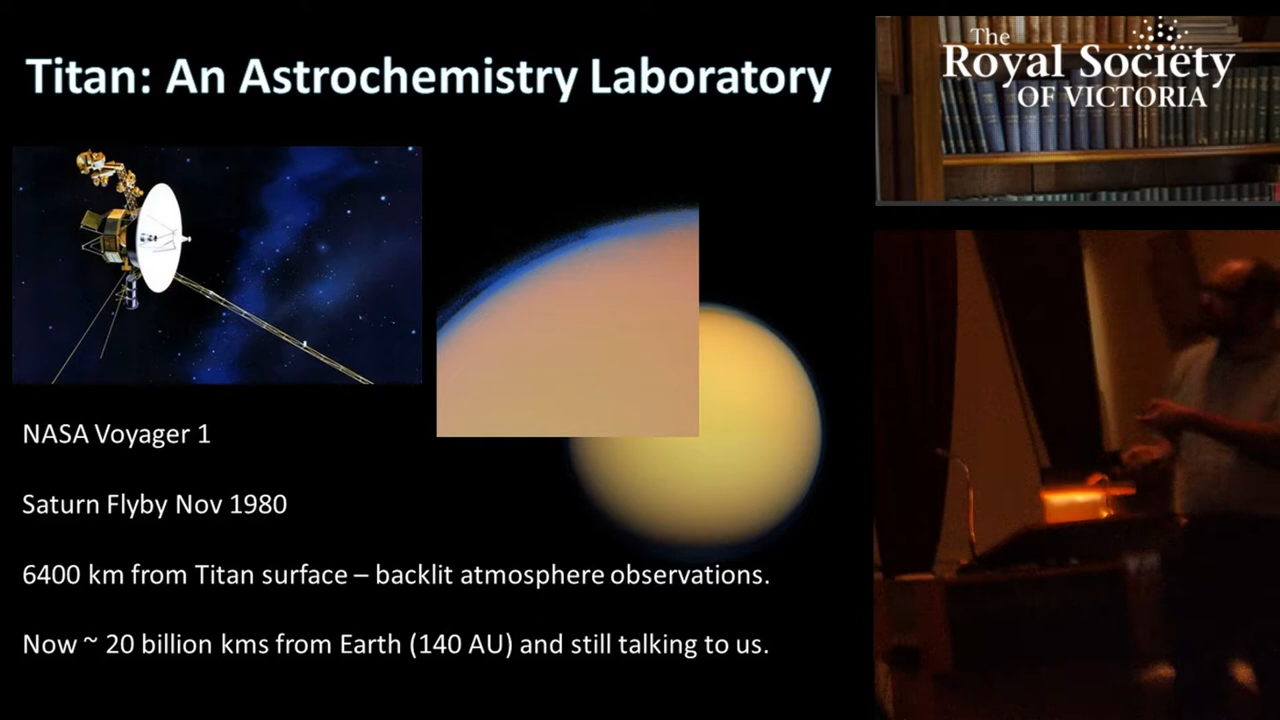 Titan: An Astrochemistry Laboratory
The
Royal Society
OF VICTORIA
NASA Voyager 1
Saturn Flyby Nov 1980
6400 km from Titan surface – backlit atmosphere observations.
Now ~ 20 billion kms from Earth (140 AU) and still talking to us.